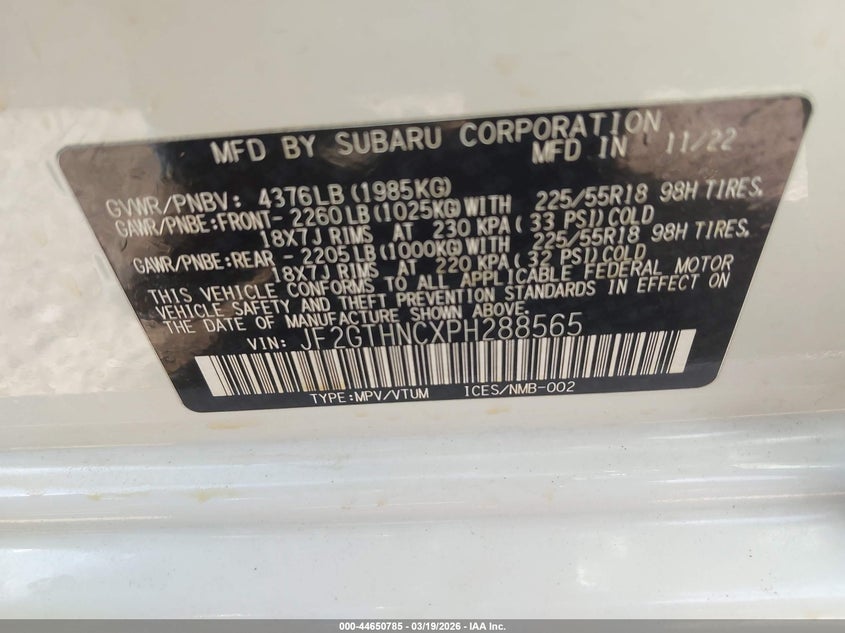 MFD BY SUBARU CORPORATION
MFD IN 11/22
GVWR/PNBV: 4376LB(1985KG)
GAWR/PNBE:FRONT- 2260LB(1025KG)WITH 225/55R18 98H TIRES,
18X7J RIMS AT 230 KPA( 33 PSI)COLD
GAWR/PNBE:REAR - 2205LB(1000KG)WITH 225/55R18 98H TIRES,
18X7J RIMS AT 220 KPA( 32 PSI)COLD
THIS VEHICLE CONFORMS TO ALL APPLICABLE FEDERAL MOTOR
VEHICLE SAFETY AND THEFT PREVENTION STANDARDS IN EFFECT ON
THE DATE OF MANUFACTURE SHOWN ABOVE.
VIN: JF2GTHNCXPH288565
TYPE:MPV/VTUM ICES/NMB-002
000-44650785 - 03/19/2026 - IAA Inc.